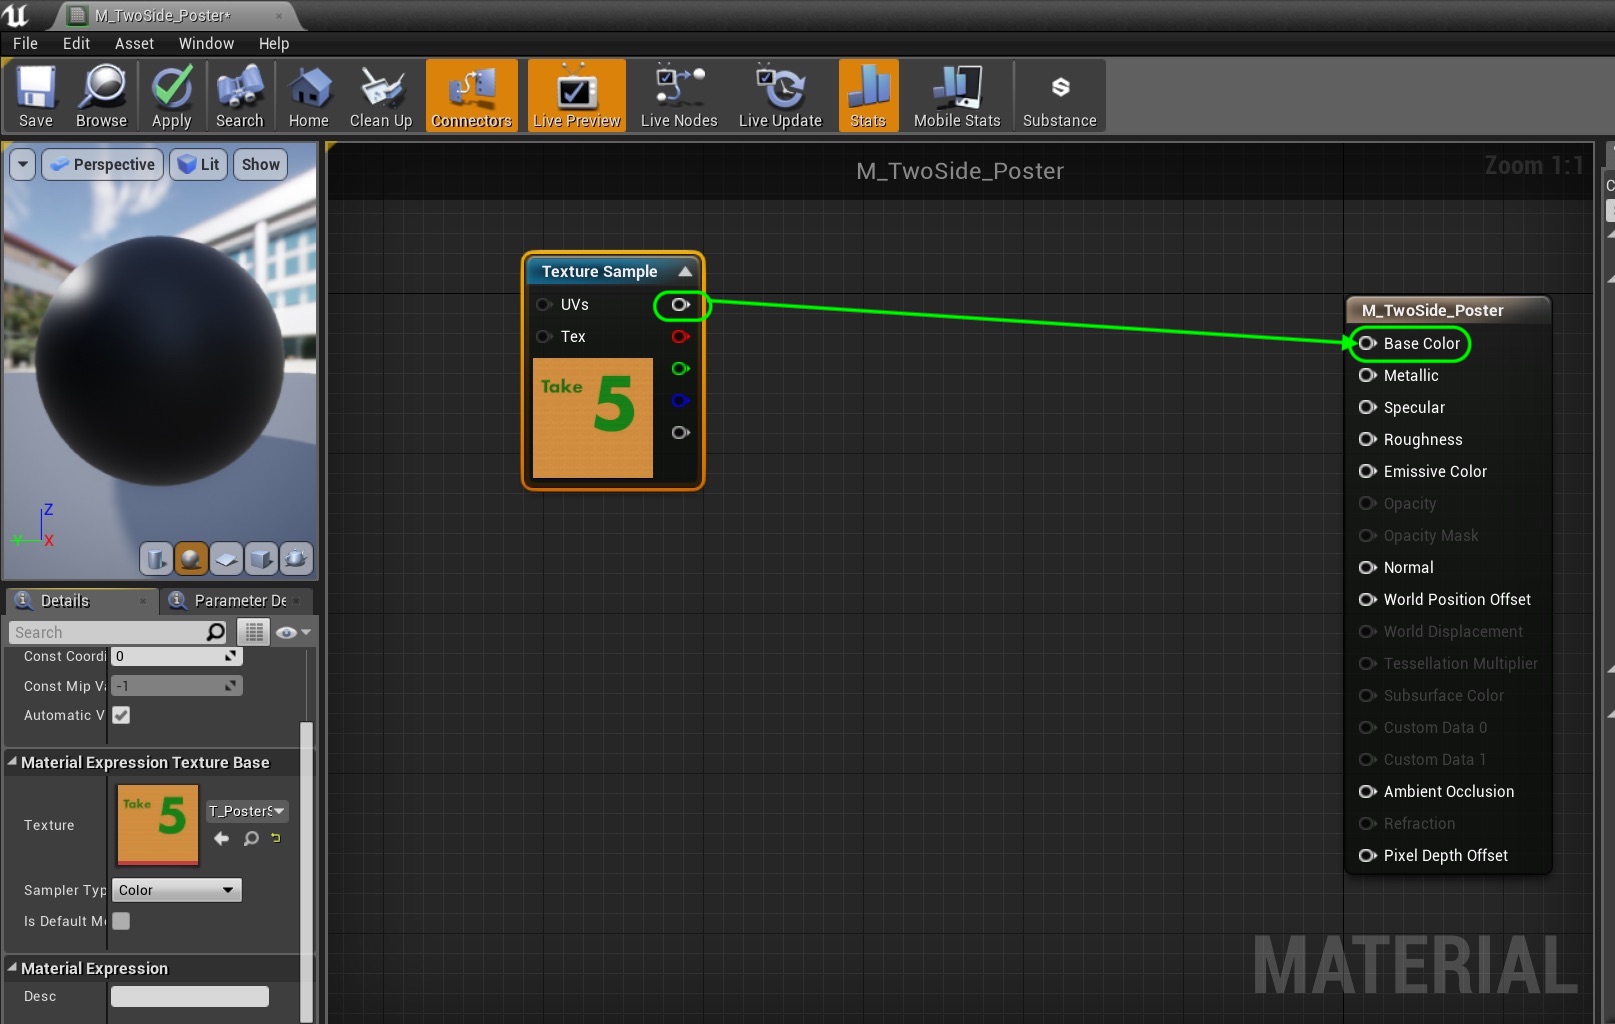 M_TwoSide_Poster*
File Edit Asset Window Help
Save Browse Apply Search Home Clean Up Connectors Live Preview Live Nodes Live Update Stats Mobile Stats Substance
Perspective Lit Show
M_TwoSide_Poster
Zoom 1:1
Texture Sample
UVs
Tex
Take 5
M_TwoSide_Poster
Base Color
Metallic
Specular
Roughness
Emissive Color
Opacity
Opacity Mask
Normal
World Position Offset
World Displacement
Tessellation Multiplier
Subsurface Color
Custom Data 0
Custom Data 1
Ambient Occlusion
Refraction
Pixel Depth Offset
MATERIAL
Z
Y X
Details Parameter De
Search
Const Coordi 0
Const Mip Va -1
Automatic V
Material Expression Texture Base
Texture Take 5 T_PosterS
Sampler Typ Color
Is Default Me
Material Expression
Desc